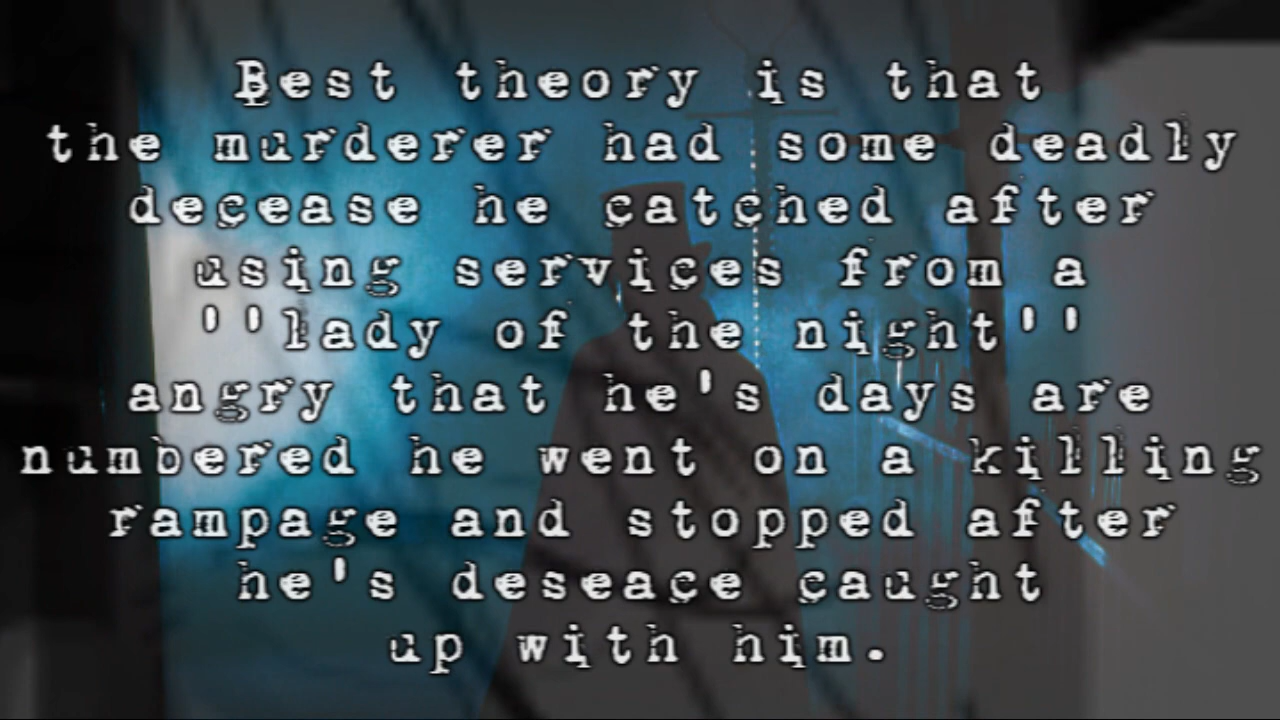 Best theory is that
the murderer had some deadly
decease he catched after
using services from a
''lady of the night''
angry that he's days are
numbered he went on a killing
rampage and stopped after
he's deseace caught
up with him.